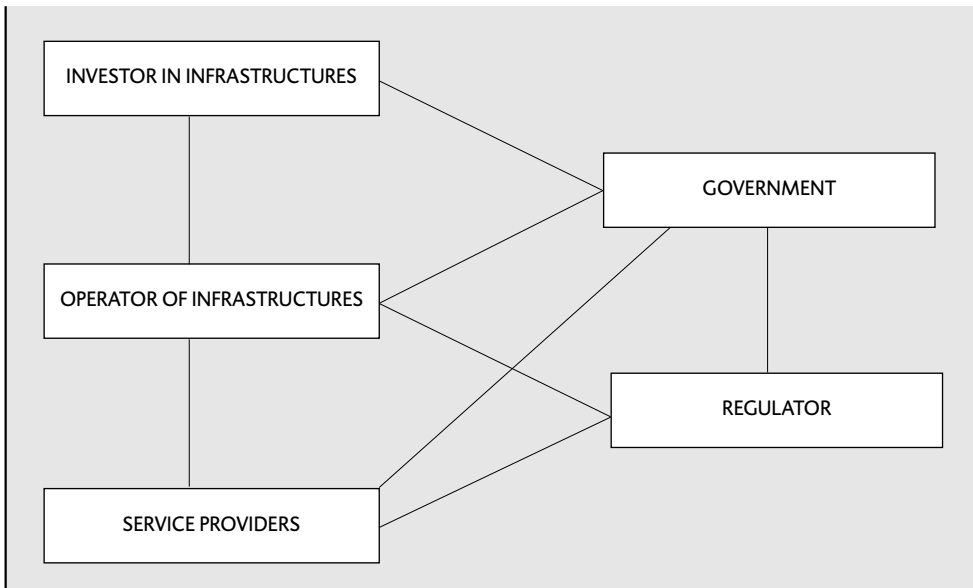 INVESTOR IN INFRASTRUCTURES
GOVERNMENT
OPERATOR OF INFRASTRUCTURES
REGULATOR
SERVICE PROVIDERS